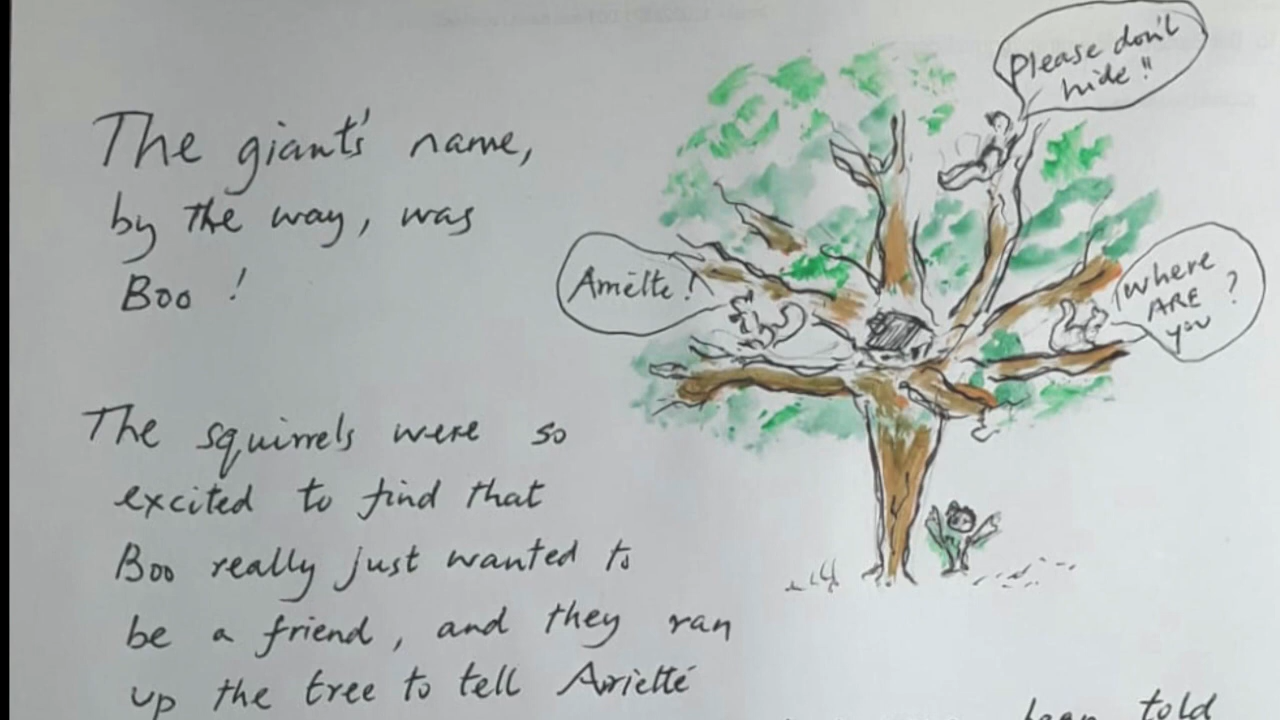 The giant's name,
by the way, was
Boo !
The squirrels were so
excited to find that
Boo really just wanted to
be a friend, and they ran
up the tree to tell Ariette
Please don't
hide !!
Where
ARE
you ?
been told